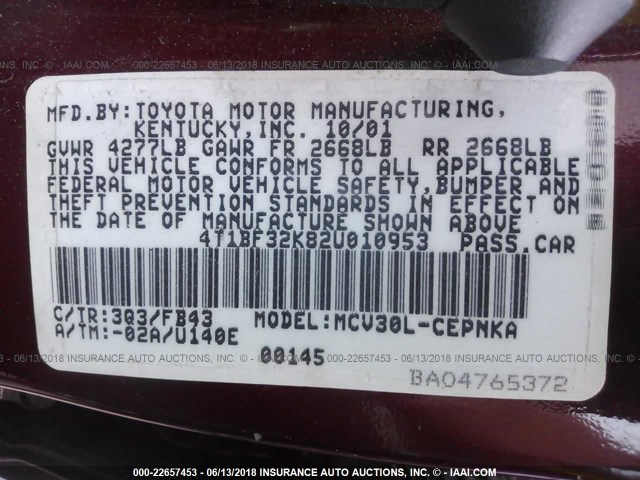 000-22657453 - 06/13/2018 INSURANCE AUTO AUCTIONS, INC. - IAAI.COM
MFD.BY:TOYOTA MOTOR MANUFACTURING,
KENTUCKY,INC. 10/01
GVWR 4277LB GAWR FR 2668LB RR 2668LB
THIS VEHICLE CONFORMS TO ALL APPLICABLE
FEDERAL MOTOR VEHICLE SAFETY,BUMPER AND
THEFT PREVENTION STANDARDS IN EFFECT ON
THE DATE OF MANUFACTURE SHOWN ABOVE
4T1BF32K82U010953 PASS.CAR
C/TR:3Q3/FB43 MODEL:MCV30L-CEPNKA
A/TM:-02A/U140E
00145
BA04765372
000-22657453 - 06/13/2018 INSURANCE AUTO AUCTIONS, INC. - IAAI.COM